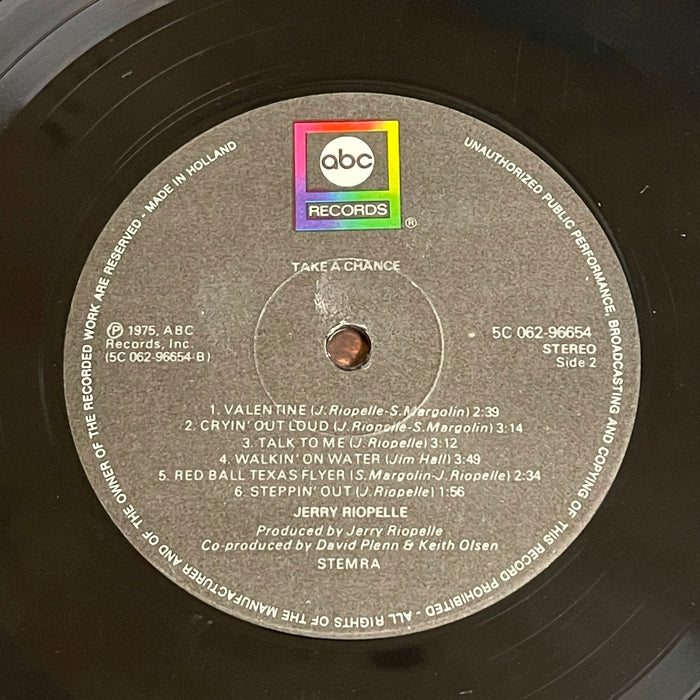 abc
RECORDS
®
TAKE A CHANCE
Ⓟ 1975, ABC
Records, Inc.
(5C 062-96654-B)
5C 062-96654
STEREO
Side 2
1. VALENTINE (J. Riopelle-S. Margolin) 2:39
2. CRYIN' OUT LOUD (J. Riopelle-S. Margolin) 3:14
3. TALK TO ME (J. Riopelle) 3:12
4. WALKIN' ON WATER (Jim Hall) 3:49
5. RED BALL TEXAS FLYER (S. Margolin-J. Riopelle) 2:34
6. STEPPIN' OUT (J. Riopelle) 1:56
JERRY RIOPELLE
Produced by Jerry Riopelle
Co-produced by David Plenn & Keith Olsen
STEMRA
UNAUTHORIZED PUBLIC PERFORMANCE, BROADCASTING AND COPYING OF THIS RECORD PROHIBITED - ALL RIGHTS OF THE MANUFACTURER AND OF THE OWNER OF THE RECORDED WORK ARE RESERVED - MADE IN HOLLAND